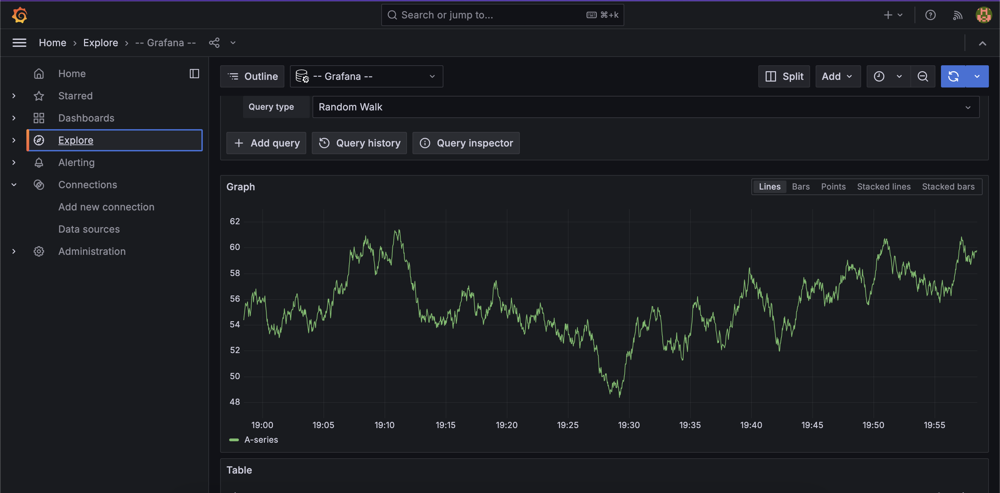 Search or jump to... ⌘+k
Home › Explore › -- Grafana --
Home
Starred
Dashboards
Explore
Alerting
Connections
Add new connection
Data sources
Administration
Outline -- Grafana -- Split Add
Query type Random Walk
+ Add query Query history Query inspector
Graph Lines Bars Points Stacked lines Stacked bars
62
60
58
56
54
52
50
48
19:00 19:05 19:10 19:15 19:20 19:25 19:30 19:35 19:40 19:45 19:50 19:55
A-series
Table